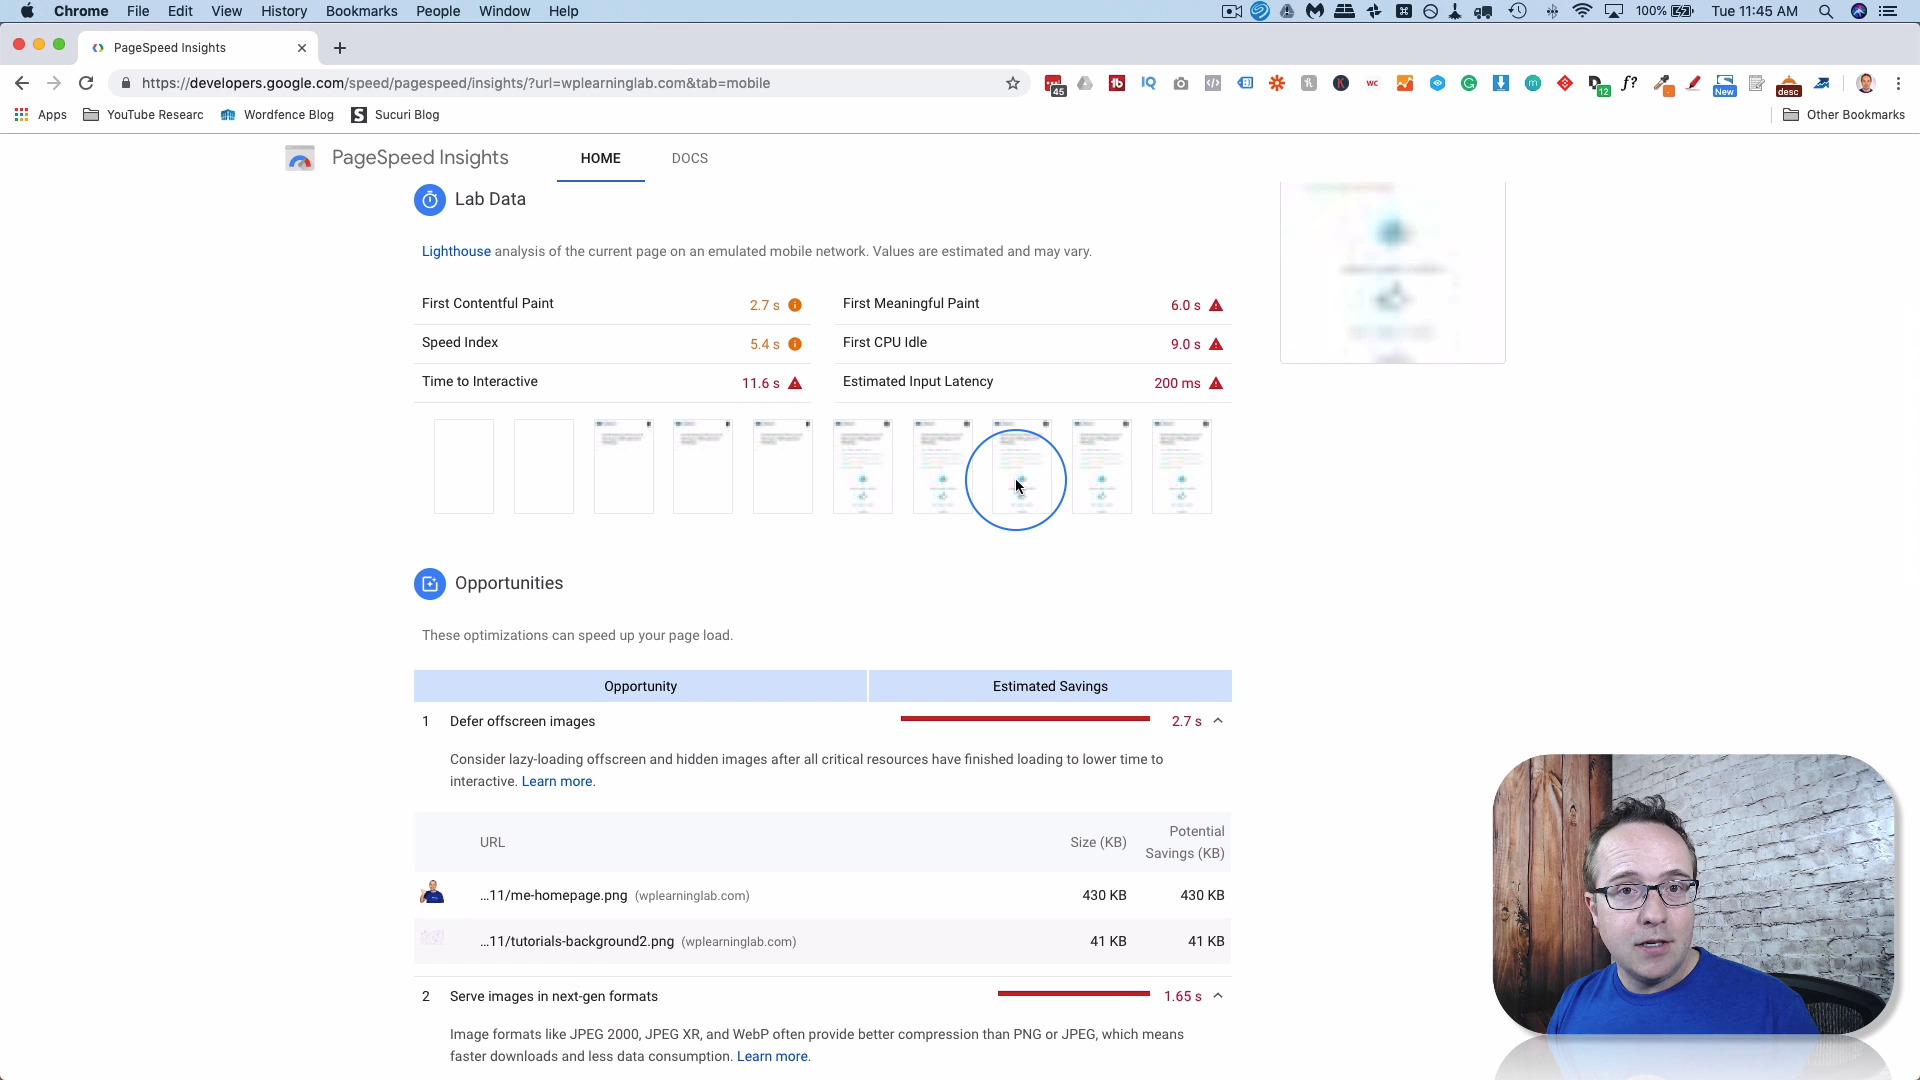 Chrome File Edit View History Bookmarks People Window Help 100% Tue 11:45 AM
PageSpeed Insights
https://developers.google.com/speed/pagespeed/insights/?url=wplearninglab.com&tab=mobile
45 IQ WC 12 f? New desc
Apps YouTube Researc Wordfence Blog Sucuri Blog Other Bookmarks
PageSpeed Insights HOME DOCS
Lab Data
Lighthouse analysis of the current page on an emulated mobile network. Values are estimated and may vary.
First Contentful Paint 2.7 s First Meaningful Paint 6.0 s
Speed Index 5.4 s First CPU Idle 9.0 s
Time to Interactive 11.6 s Estimated Input Latency 200 ms
Opportunities
These optimizations can speed up your page load.
Opportunity Estimated Savings
1 Defer offscreen images 2.7 s
Consider lazy-loading offscreen and hidden images after all critical resources have finished loading to lower time to
interactive. Learn more.
URL Size (KB) Potential
Savings (KB)
...11/me-homepage.png (wplearninglab.com) 430 KB 430 KB
...11/tutorials-background2.png (wplearninglab.com) 41 KB 41 KB
2 Serve images in next-gen formats 1.65 s
Image formats like JPEG 2000, JPEG XR, and WebP often provide better compression than PNG or JPEG, which means
faster downloads and less data consumption. Learn more.